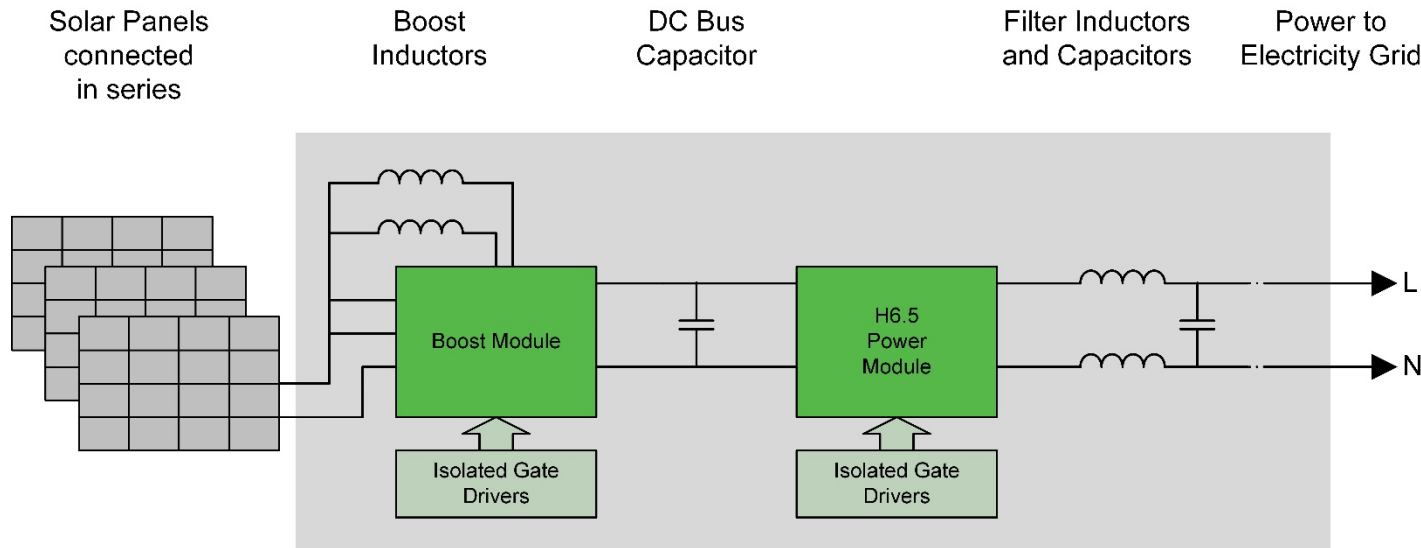 Solar Panels
connected
in series
Boost
Inductors
DC Bus
Capacitor
Filter Inductors
and Capacitors
Power to
Electricity Grid
Boost Module
H6.5
Power
Module
L
N
Isolated Gate
Drivers
Isolated Gate
Drivers